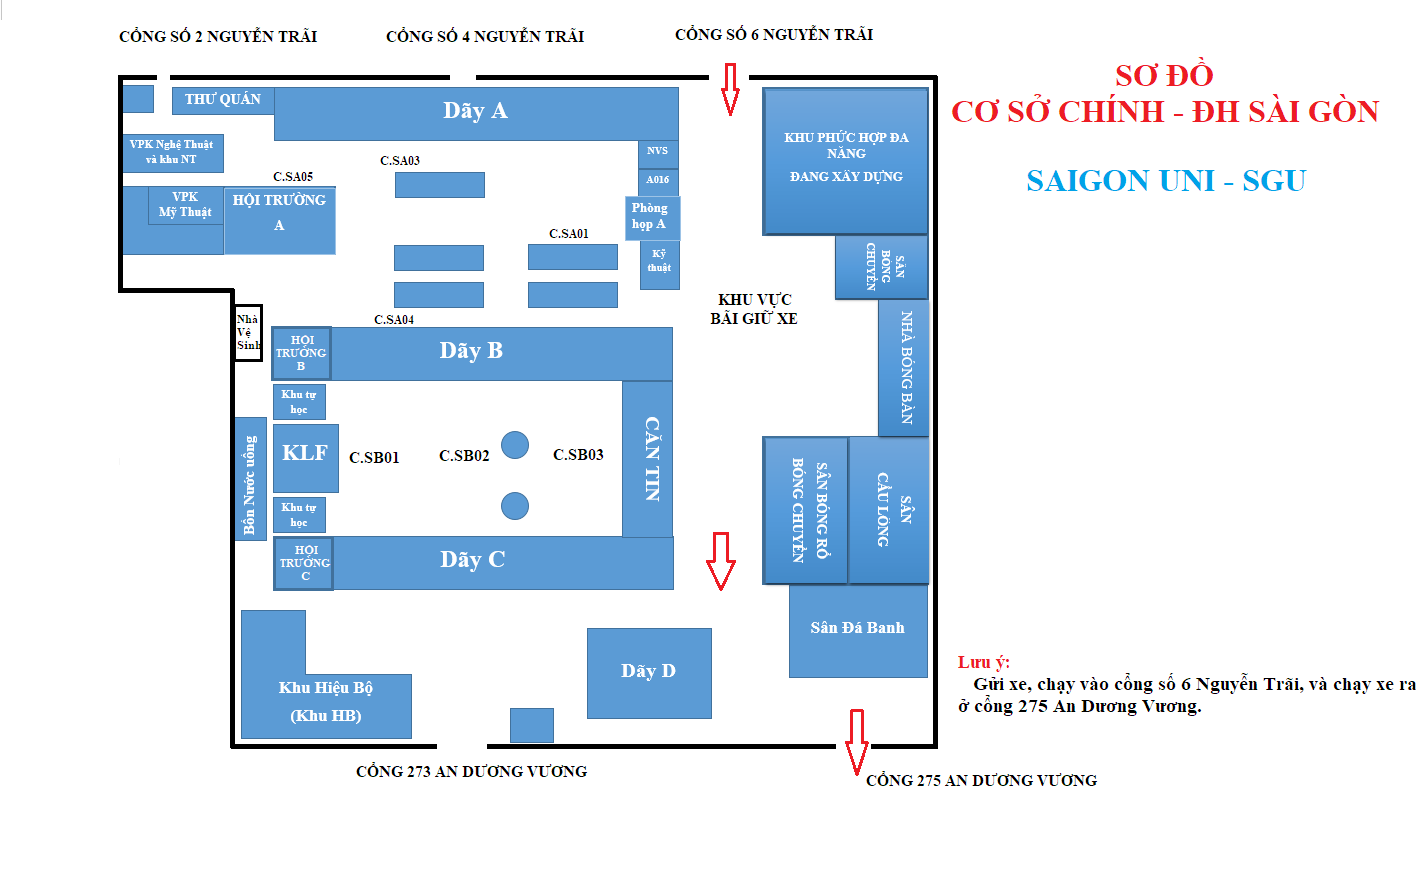 CỔNG SỐ 2 NGUYỄN TRÃI
CỔNG SỐ 4 NGUYỄN TRÃI
CỔNG SỐ 6 NGUYỄN TRÃI
SƠ ĐỒ
CƠ SỞ CHÍNH - ĐH SÀI GÒN
SAIGON UNI - SGU
THƯ QUÁN
Dãy A
KHU PHỨC HỢP ĐA
NĂNG
ĐANG XÂY DỰNG
VPK Nghệ Thuật
và khu NT
C.SA03
NVS
C.SA05
A016
VPK
Mỹ Thuật
HỘI TRƯỜNG
A
Phòng
họp A
C.SA01
Kỹ
thuật
SÂN
BÓNG
CHUYỀN
KHU VỰC
BÃI GIỮ XE
Nhà
Vệ
Sinh
C.SA04
HỘI
TRƯỜNG
B
Dãy B
NHÀ BÓNG BÀN
Khu tự
học
CĂN TIN
KLF
C.SB01
C.SB02
C.SB03
Bồn Nước uống
Khu tự
học
SÂN BÓNG RỔ
BÓNG CHUYỀN
SÂN
CẦU LÔNG
HỘI
TRƯỜNG
C
Dãy C
Sân Đá Banh
Dãy D
Khu Hiệu Bộ
(Khu HB)
Lưu ý:
Gửi xe, chạy vào cổng số 6 Nguyễn Trãi, và chạy xe ra
ở cổng 275 An Dương Vương.
CỔNG 273 AN DƯƠNG VƯƠNG
CỔNG 275 AN DƯƠNG VƯƠNG